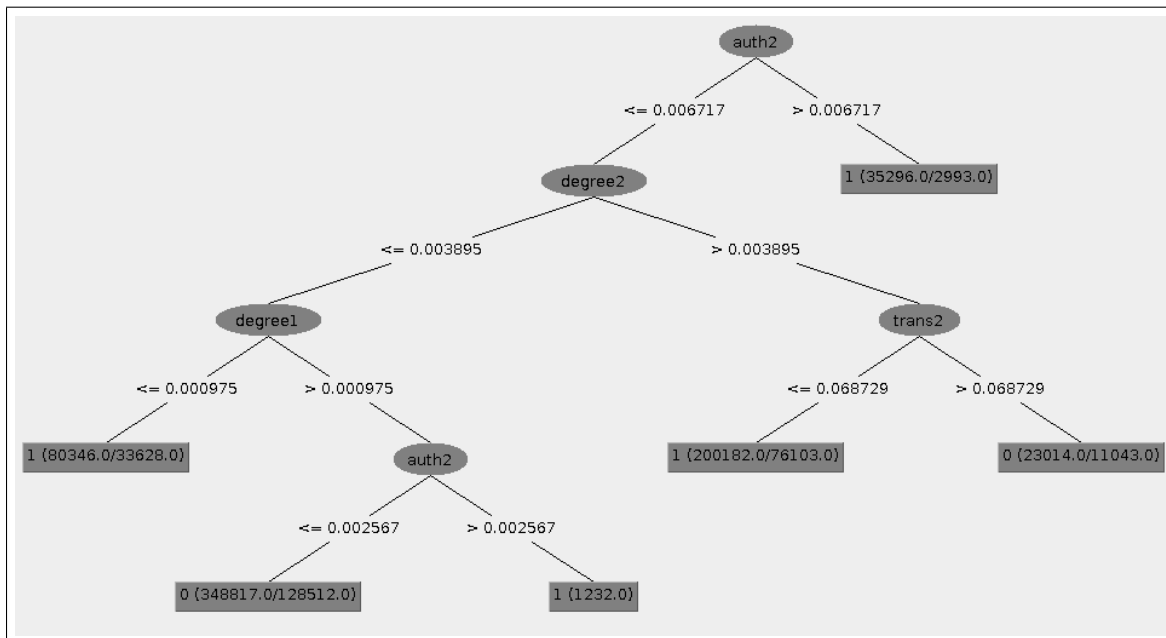 auth2
<= 0.006717 > 0.006717
degree2 1 (35296.0/2993.0)
<= 0.003895 > 0.003895
degree1 trans2
<= 0.000975 > 0.000975 <= 0.068729 > 0.068729
1 (80346.0/33628.0) auth2 1 (200182.0/76103.0) 0 (23014.0/11043.0)
<= 0.002567 > 0.002567
0 (348817.0/128512.0) 1 (1232.0)